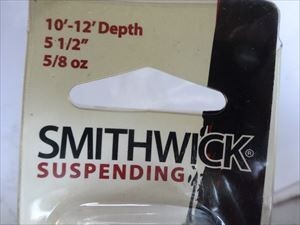 10'-12' Depth
5 1/2"
5/8 oz
SMITHWICK®
SUSPENDING